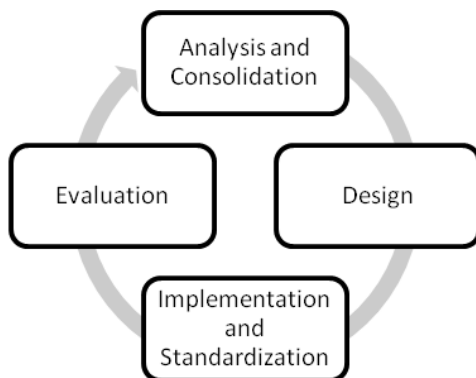 Analysis and
Consolidation
Evaluation
Design
Implementation
and
Standardization